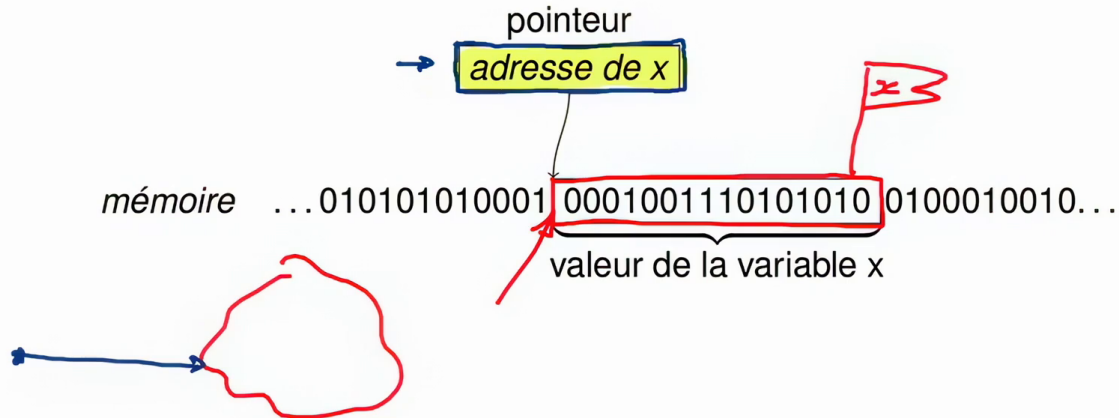 pointeur
adresse de x
x
mémoire ...010101010001 0001001110101010 0100010010...
valeur de la variable x